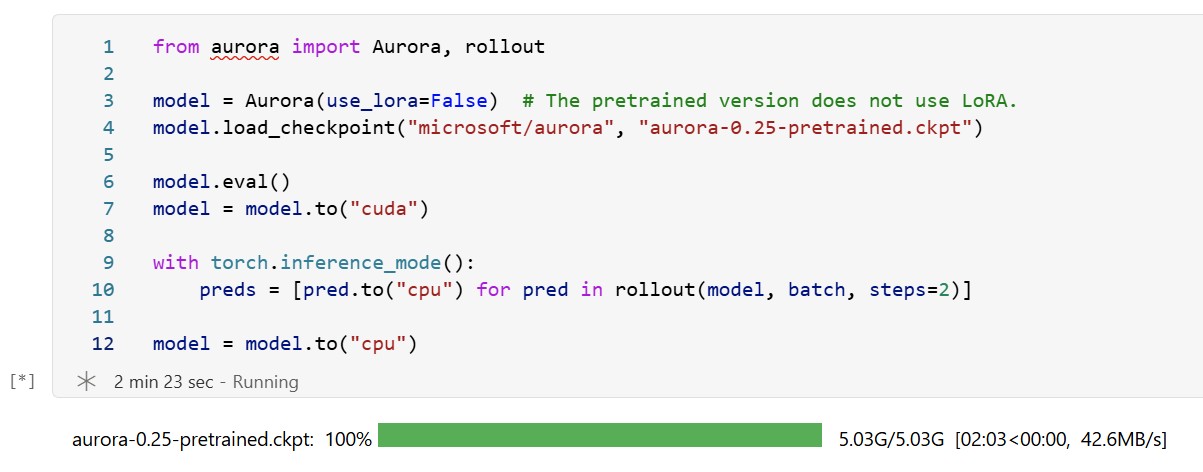 1 from aurora import Aurora, rollout
2
3 model = Aurora(use_lora=False)  # The pretrained version does not use LoRA.
4 model.load_checkpoint("microsoft/aurora", "aurora-0.25-pretrained.ckpt")
5
6 model.eval()
7 model = model.to("cuda")
8
9 with torch.inference_mode():
10     preds = [pred.to("cpu") for pred in rollout(model, batch, steps=2)]
11
12 model = model.to("cpu")
[*] 2 min 23 sec - Running
aurora-0.25-pretrained.ckpt: 100% 5.03G/5.03G [02:03<00:00, 42.6MB/s]